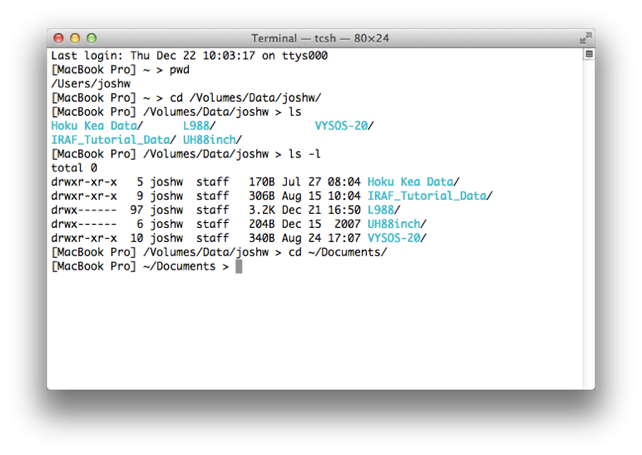 Terminal — tcsh — 80×24
Last login: Thu Dec 22 10:03:17 on ttys000
[MacBook Pro] ~ > pwd
/Users/joshw
[MacBook Pro] ~ > cd /Volumes/Data/joshw/
[MacBook Pro] /Volumes/Data/joshw > ls
Hoku Kea Data/      L988/               VYSOS-20/
IRAF_Tutorial_Data/ UH88inch/
[MacBook Pro] /Volumes/Data/joshw > ls -l
total 0
drwxr-xr-x   5 joshw  staff   170B Jul 27 08:04 Hoku Kea Data/
drwxr-xr-x   9 joshw  staff   306B Aug 15 10:04 IRAF_Tutorial_Data/
drwx------  97 joshw  staff   3.2K Dec 21 16:50 L988/
drwx------   6 joshw  staff   204B Dec 15  2007 UH88inch/
drwxr-xr-x  10 joshw  staff   340B Aug 24 17:07 VYSOS-20/
[MacBook Pro] /Volumes/Data/joshw > cd ~/Documents/
[MacBook Pro] ~/Documents >